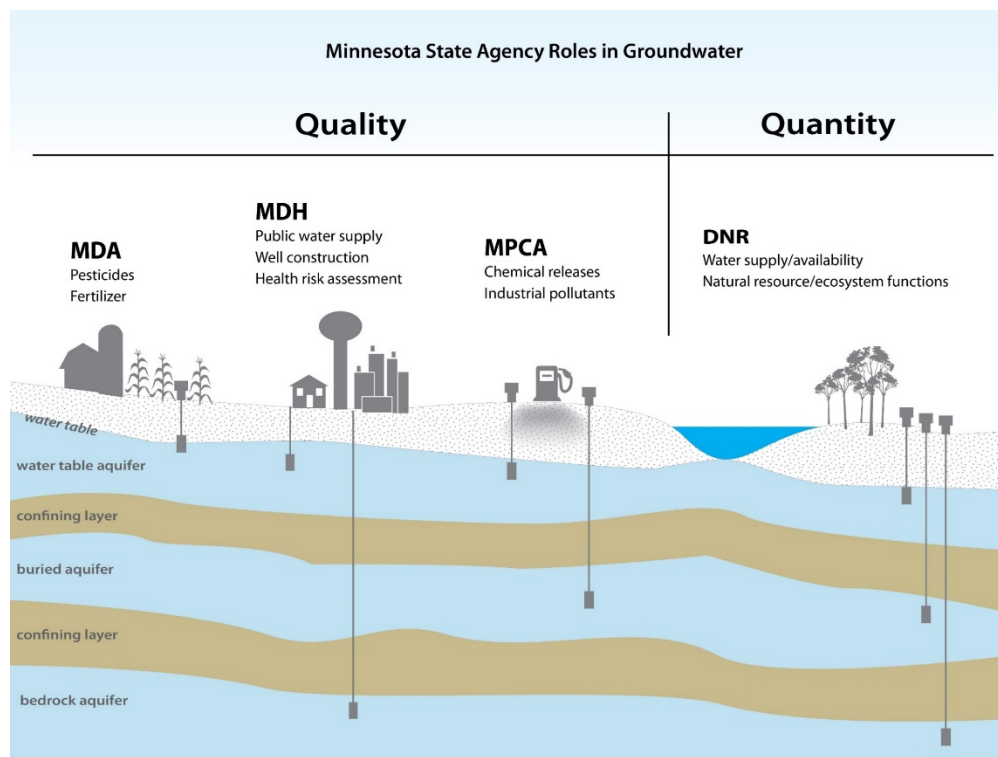 Minnesota State Agency Roles in Groundwater
Quality
Quantity
MDA
Pesticides
Fertilizer
MDH
Public water supply
Well construction
Health risk assessment
MPCA
Chemical releases
Industrial pollutants
DNR
Water supply/availability
Natural resource/ecosystem functions
water table
water table aquifer
confining layer
buried aquifer
confining layer
bedrock aquifer